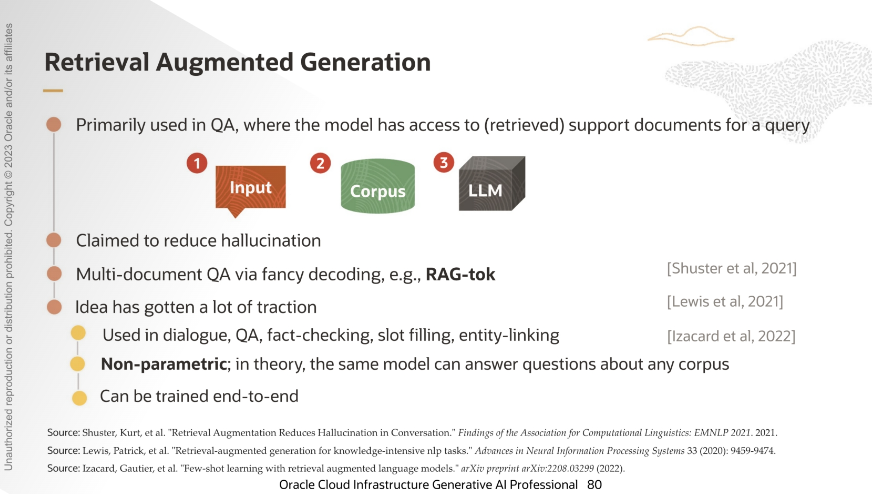 Retrieval Augmented Generation
Primarily used in QA, where the model has access to (retrieved) support documents for a query
1 Input 2 Corpus 3 LLM
Claimed to reduce hallucination [Shuster et al, 2021]
Multi-document QA via fancy decoding, e.g., RAG-tok [Lewis et al, 2021]
Idea has gotten a lot of traction [Izacard et al, 2022]
Used in dialogue, QA, fact-checking, slot filling, entity-linking
Non-parametric; in theory, the same model can answer questions about any corpus
Can be trained end-to-end
Source: Shuster, Kurt, et al. "Retrieval Augmentation Reduces Hallucination in Conversation." Findings of the Association for Computational Linguistics: EMNLP 2021. 2021.
Source: Lewis, Patrick, et al. "Retrieval-augmented generation for knowledge-intensive nlp tasks." Advances in Neural Information Processing Systems 33 (2020): 9459-9474.
Source: Izacard, Gautier, et al. "Few-shot learning with retrieval augmented language models." arXiv preprint arXiv:2208.03299 (2022).
Oracle Cloud Infrastructure Generative AI Professional 80
Unauthorized reproduction or distribution prohibited. Copyright © 2023 Oracle and/or its affiliates